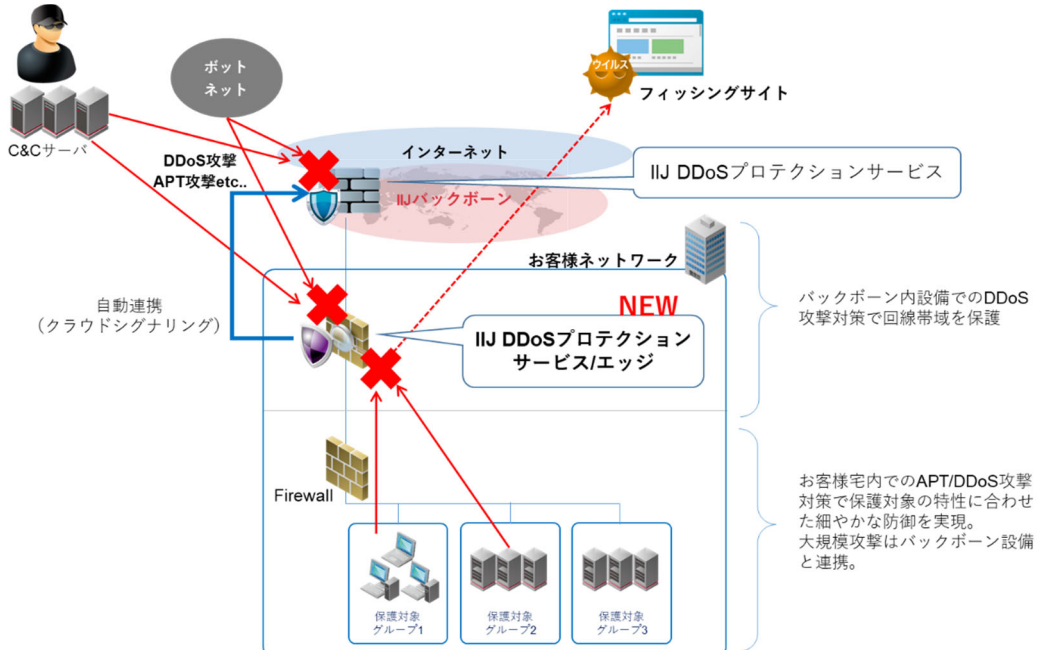 ボット
ネット
ウイルス
フィッシングサイト
C&Cサーバ
インターネット
DDoS攻撃
APT攻撃etc..
IIJ DDoSプロテクションサービス
IIJバックボーン
お客様ネットワーク
自動連携
（クラウドシグナリング）
NEW
バックボーン内設備でのDDoS
攻撃対策で回線帯域を保護
IIJ DDoSプロテクション
サービス/エッジ
Firewall
お客様宅内でのAPT/DDoS攻撃
対策で保護対象の特性に合わせ
た細やかな防御を実現。
大規模攻撃はバックボーン設備
と連携。
保護対象
グループ1
保護対象
グループ2
保護対象
グループ3